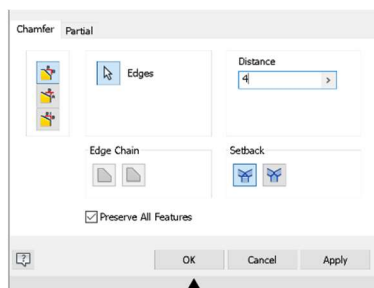 Chamfer Partial
Edges
Distance
4
Edge Chain
Setback
Preserve All Features
OK Cancel Apply